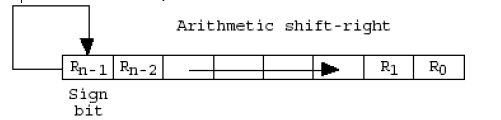 Arithmetic shift-right
Rn-1 Rn-2 R1 R0
Sign
bit